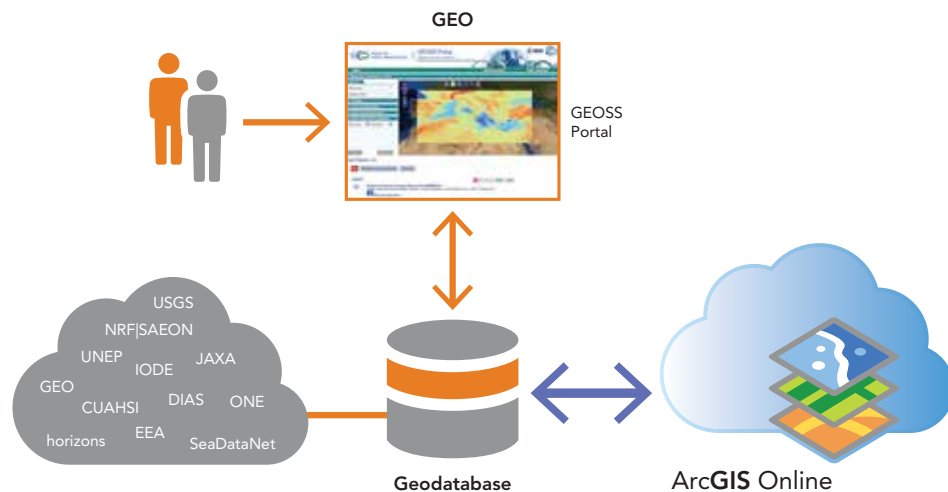 GEO
GEOSS
Portal
USGS
NRF|SAEON
UNEP
IODE
JAXA
GEO
CUAHSI
DIAS
ONE
horizons
EEA
SeaDataNet
Geodatabase
ArcGIS Online